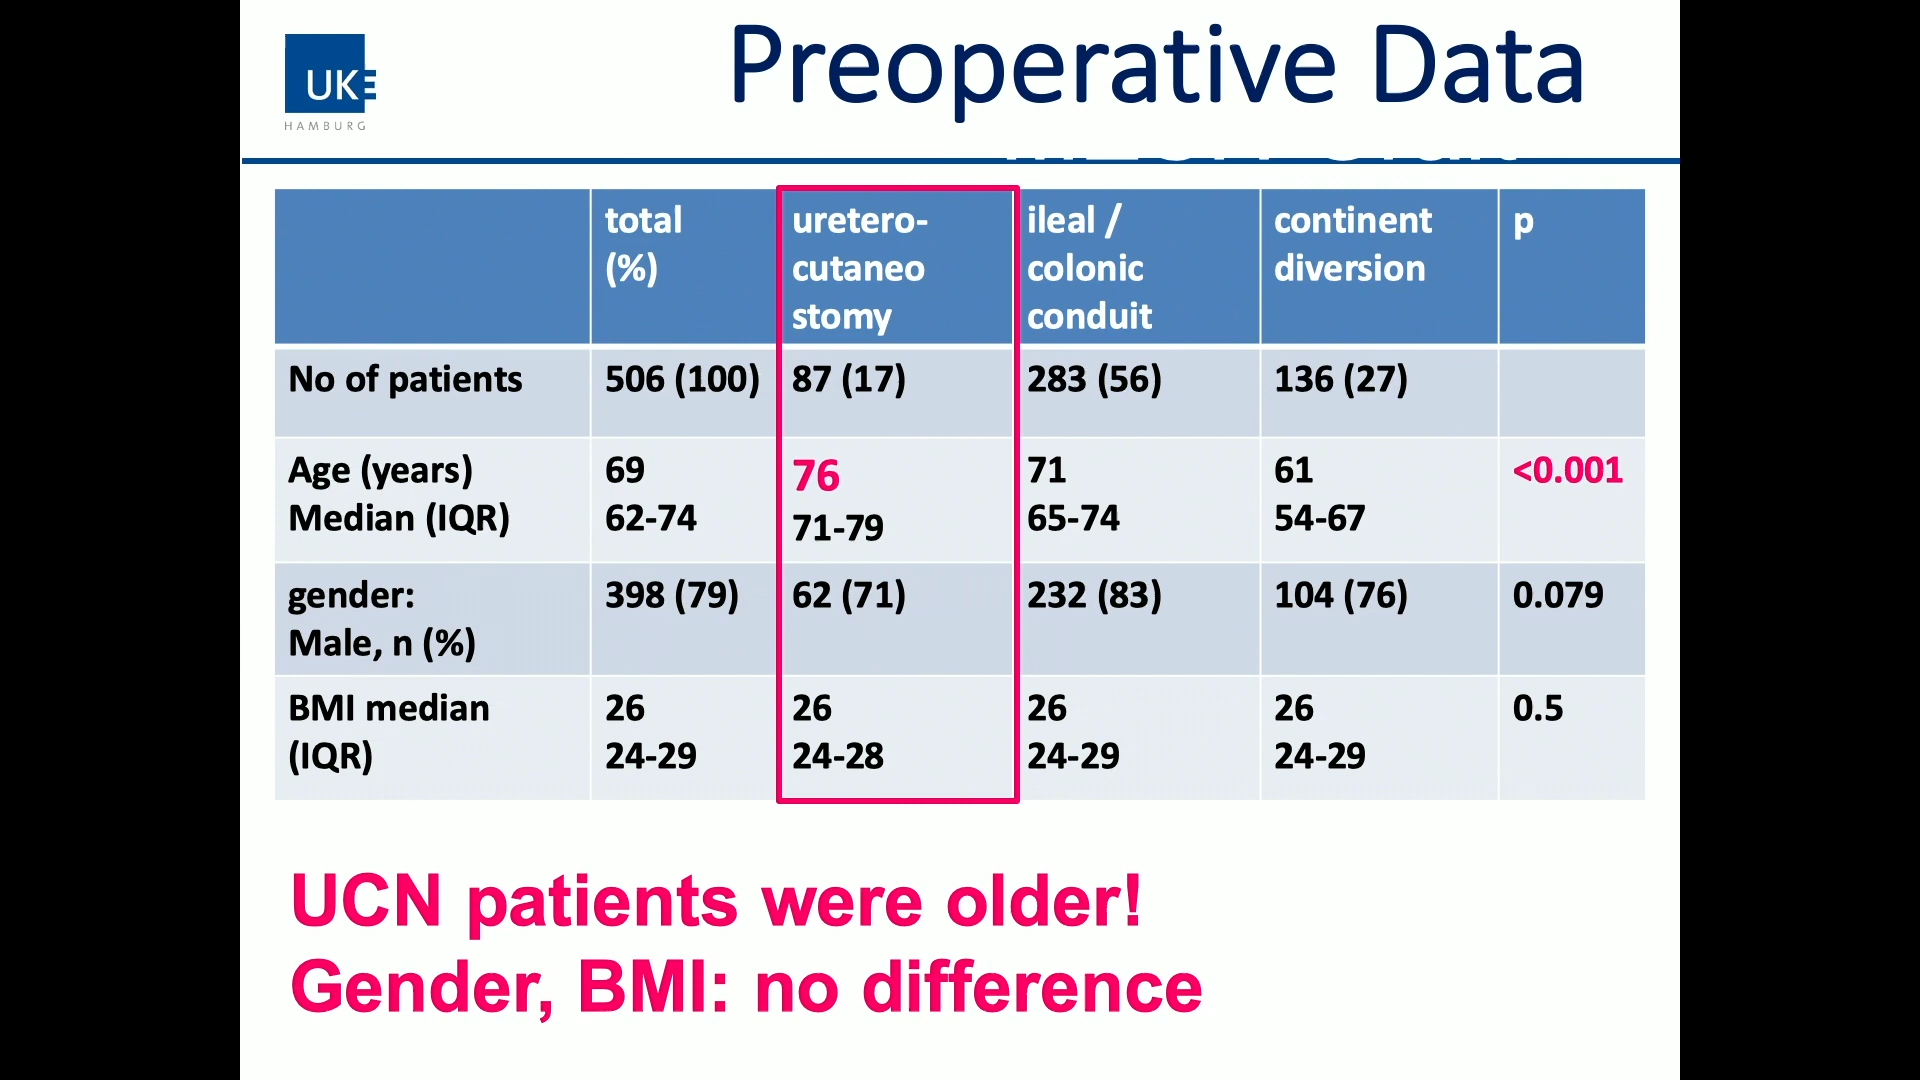 UKE
HAMBURG
Preoperative Data
total (%)
uretero-cutaneo stomy
ileal / colonic conduit
continent diversion
p
No of patients
506 (100)
87 (17)
283 (56)
136 (27)
Age (years)
Median (IQR)
69
62-74
76
71-79
71
65-74
61
54-67
<0.001
gender:
Male, n (%)
398 (79)
62 (71)
232 (83)
104 (76)
0.079
BMI median
(IQR)
26
24-29
26
24-28
26
24-29
26
24-29
0.5
UCN patients were older!
Gender, BMI: no difference